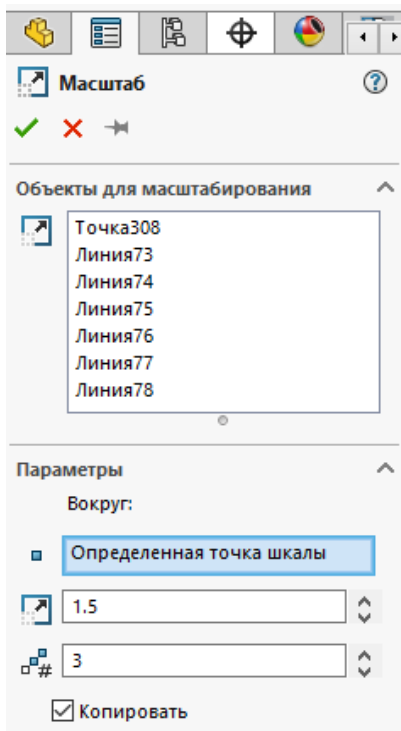 Масштаб
Объекты для масштабирования
Точка308
Линия73
Линия74
Линия75
Линия76
Линия77
Линия78
Параметры
Вокруг:
Определенная точка шкалы
1.5
# 3
Копировать